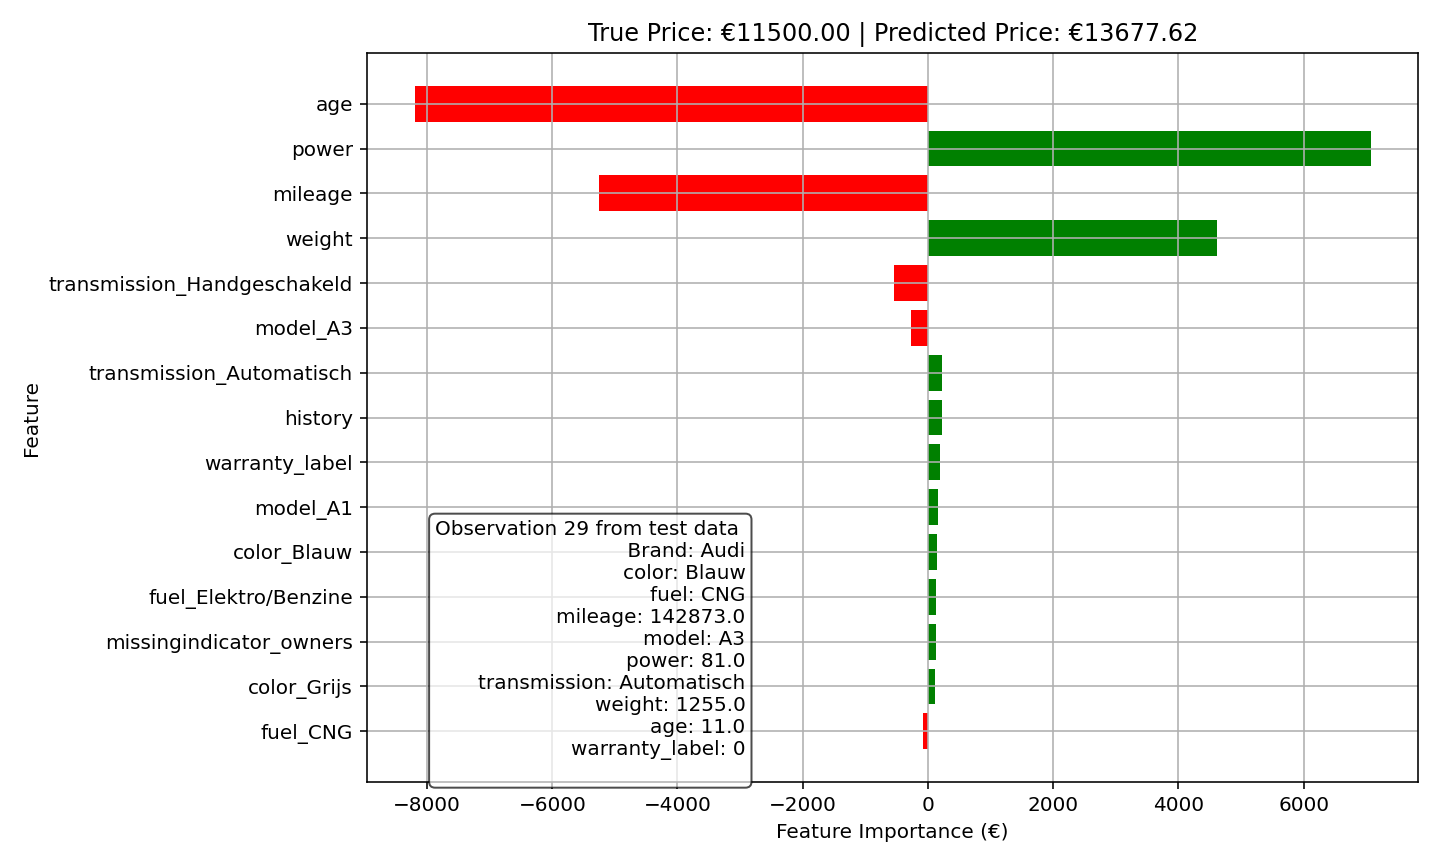 True Price: €11500.00 | Predicted Price: €13677.62
Feature
age
power
mileage
weight
transmission_Handgeschakeld
model_A3
transmission_Automatisch
history
warranty_label
model_A1
color_Blauw
fuel_Elektro/Benzine
missingindicator_owners
color_Grijs
fuel_CNG
Observation 29 from test data
Brand: Audi
color: Blauw
fuel: CNG
mileage: 142873.0
model: A3
power: 81.0
transmission: Automatisch
weight: 1255.0
age: 11.0
warranty_label: 0
−8000 −6000 −4000 −2000 0 2000 4000 6000
Feature Importance (€)